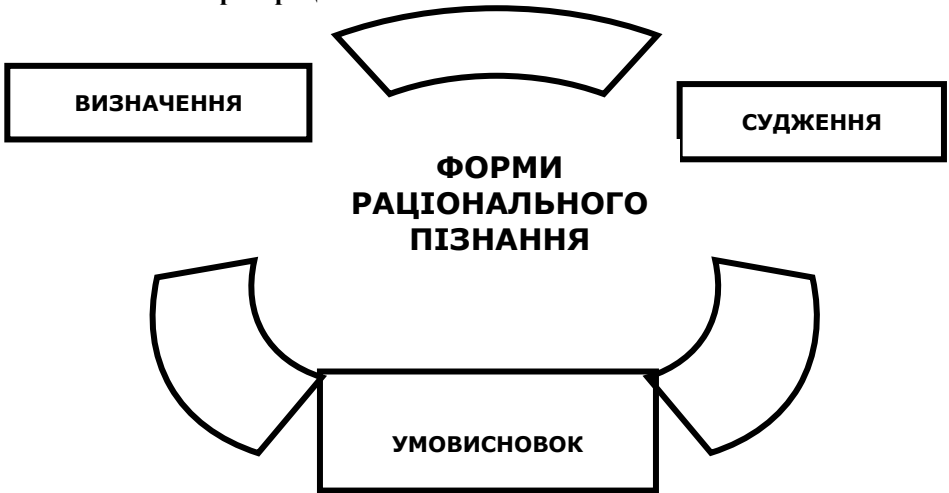 ВИЗНАЧЕННЯ
СУДЖЕННЯ
ФОРМИ
РАЦІОНАЛЬНОГО
ПІЗНАННЯ
УМОВИСНОВОК